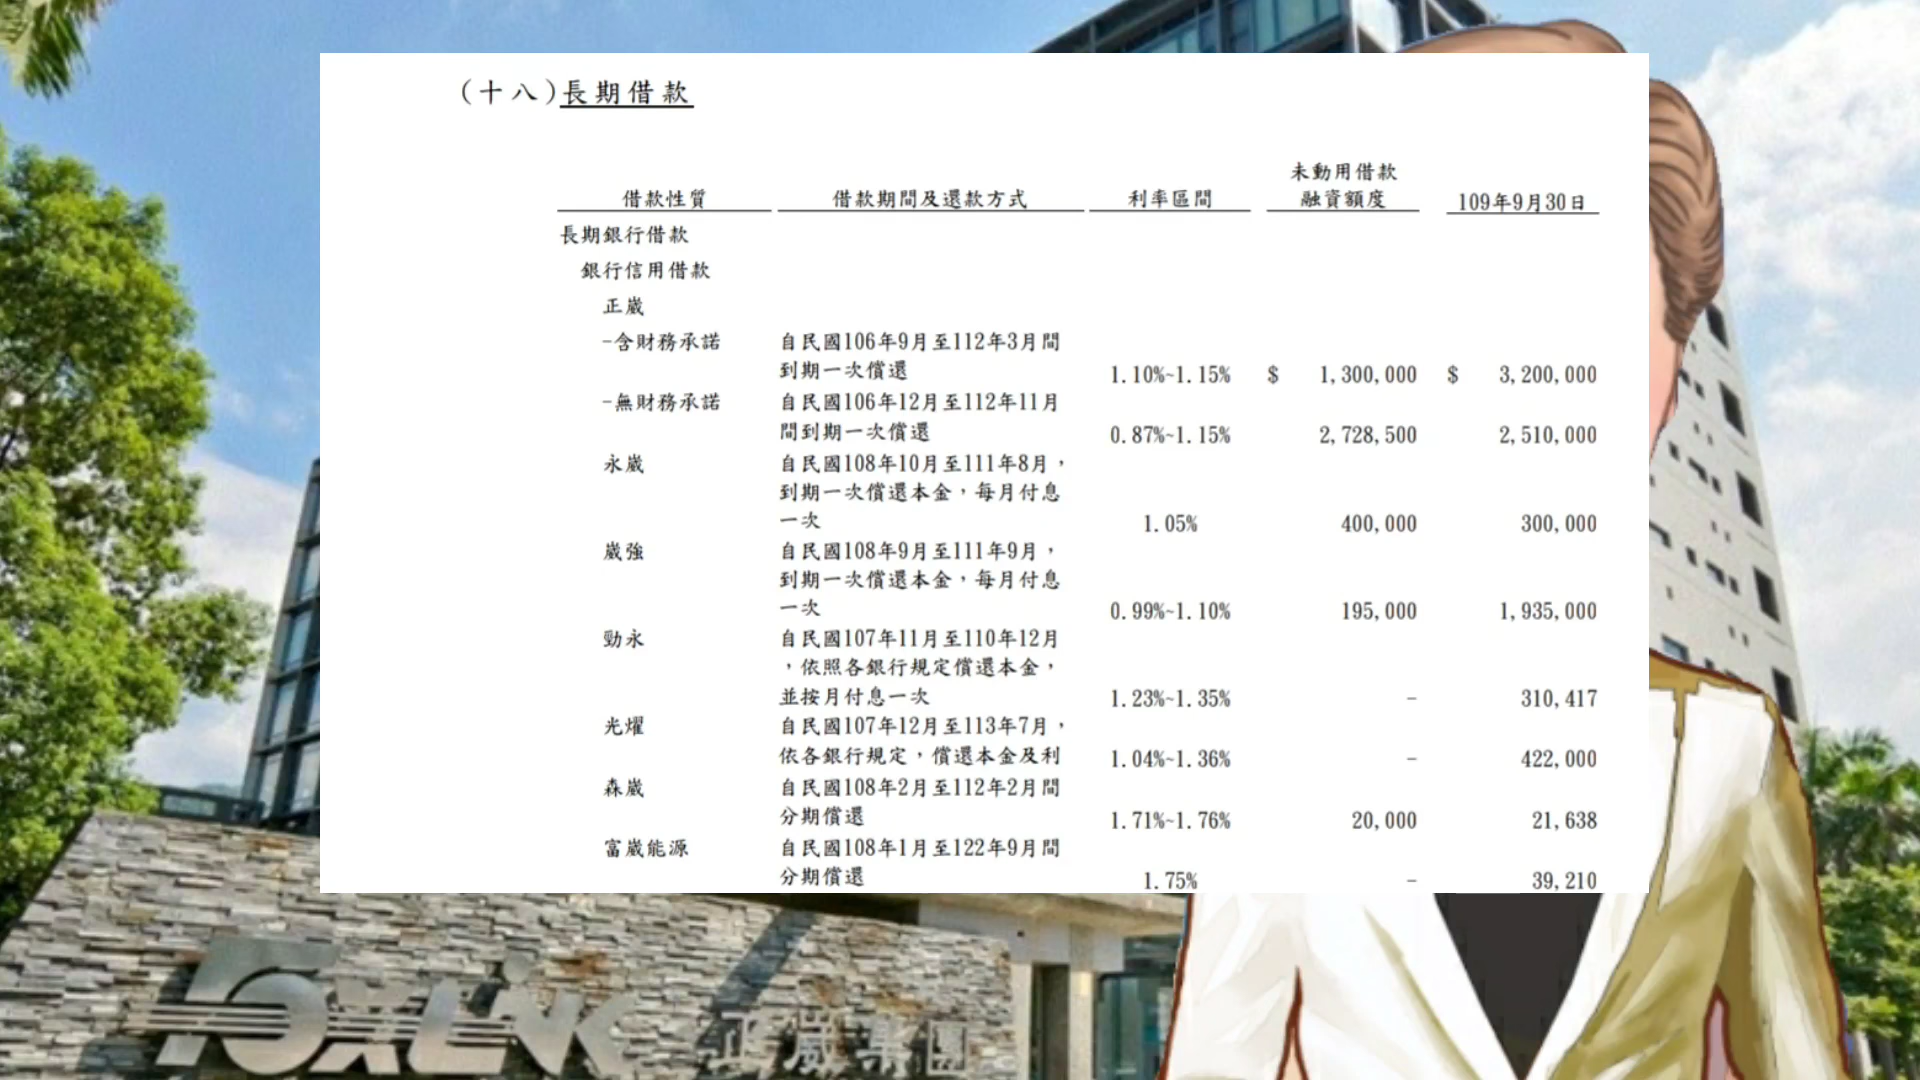 (十八)長期借款
未動用借款
借款性質 借款期間及還款方式 利率區間 融資額度 109年9月30日
長期銀行借款
銀行信用借款
正崴
-含財務承諾 自民國106年9月至112年3月間
到期一次償還 1.10%~1.15% $ 1,300,000 $ 3,200,000
-無財務承諾 自民國106年12月至112年11月
間到期一次償還 0.87%~1.15% 2,728,500 2,510,000
永崴 自民國108年10月至111年8月，
到期一次償還本金，每月付息
一次 1.05% 400,000 300,000
崴強 自民國108年9月至111年9月，
到期一次償還本金，每月付息
一次 0.99%~1.10% 195,000 1,935,000
勁永 自民國107年11月至110年12月
，依照各銀行規定償還本金，
並按月付息一次 1.23%~1.35% - 310,417
光燿 自民國107年12月至113年7月，
依各銀行規定，償還本金及利 1.04%~1.36% - 422,000
森崴 自民國108年2月至112年2月間
分期償還 1.71%~1.76% 20,000 21,638
富崴能源 自民國108年1月至122年9月間
分期償還 1.75% - 39,210
FOXLINK 正崴集團